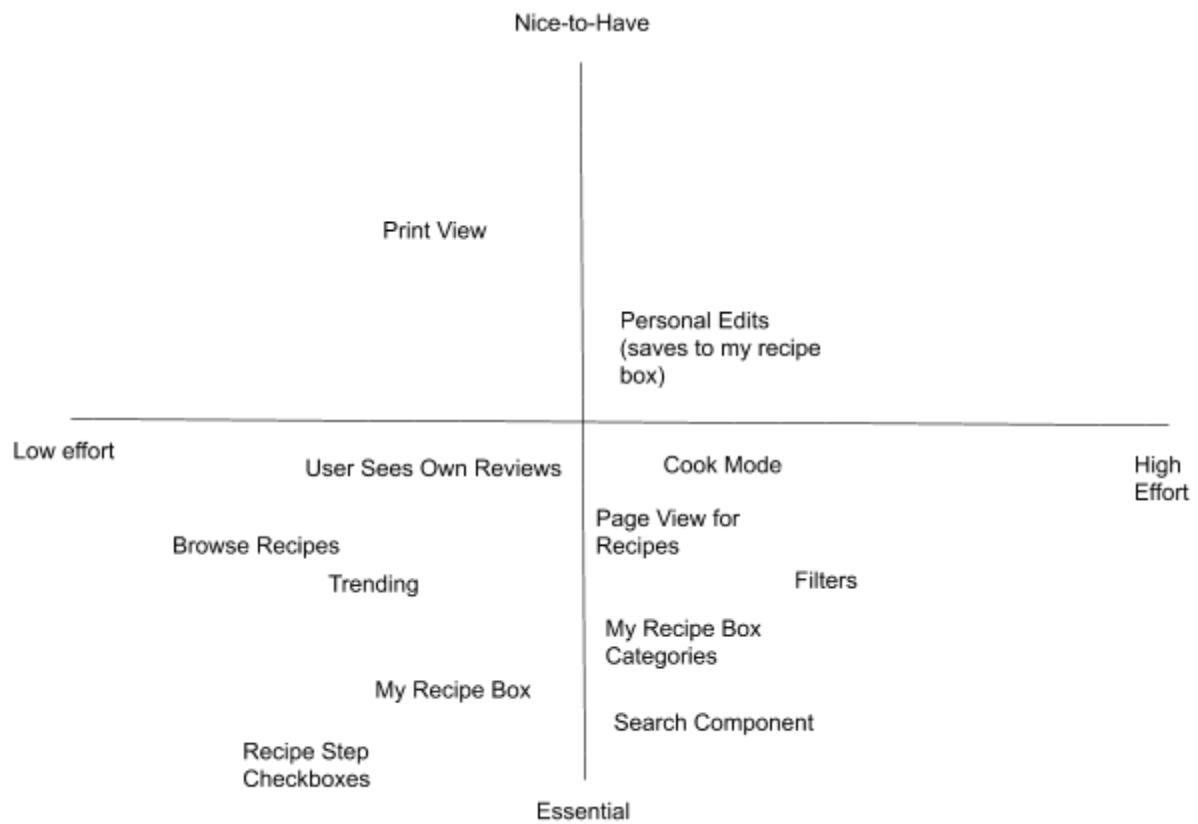 Nice-to-Have
Print View
Personal Edits
(saves to my recipe
box)
Low effort
User Sees Own Reviews
Cook Mode
High
Effort
Page View for
Recipes
Browse Recipes
Trending
Filters
My Recipe Box
Categories
My Recipe Box
Search Component
Recipe Step
Checkboxes
Essential